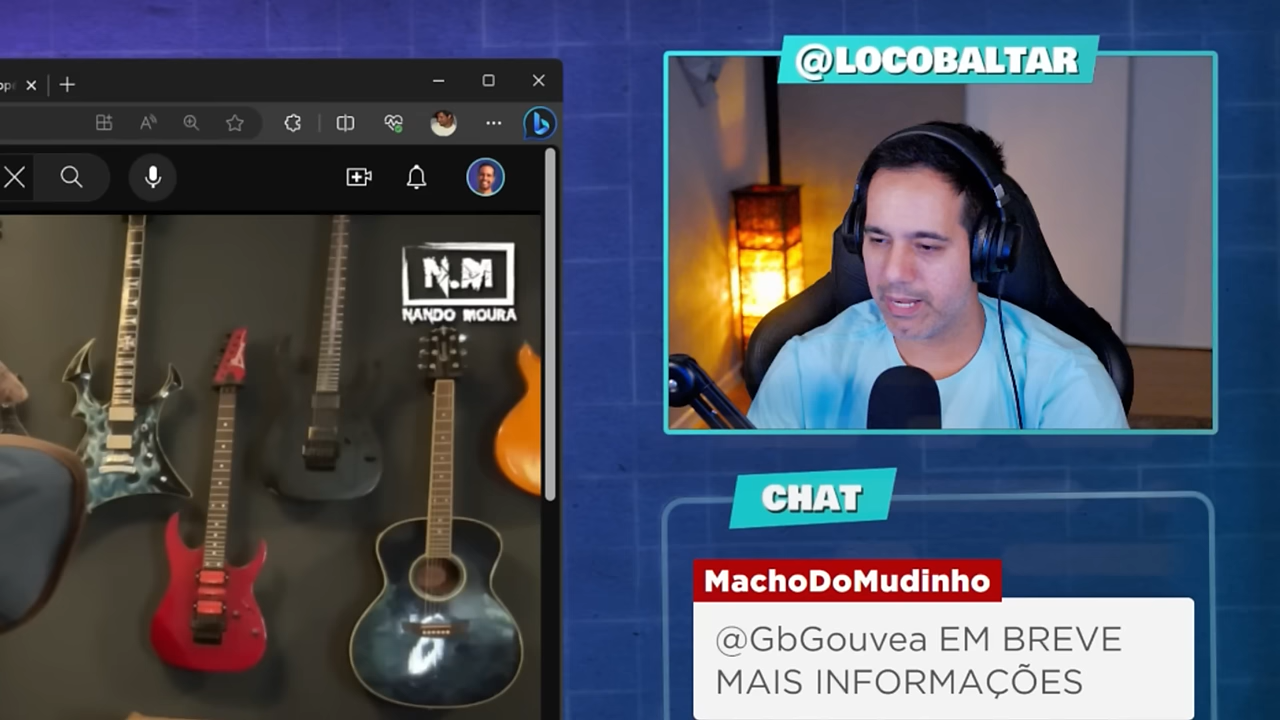 @LOCOBALTAR
N.M
NANDO MOURA
CHAT
MachoDoMudinho
@GbGouvea EM BREVE
MAIS INFORMAÇÕES